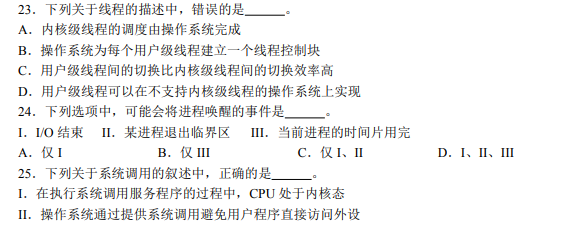 23．下列关于线程的描述中，错误的是______。
A．内核级线程的调度由操作系统完成
B．操作系统为每个用户级线程建立一个线程控制块
C．用户级线程间的切换比内核级线程间的切换效率高
D．用户级线程可以在不支持内核级线程的操作系统上实现
24．下列选项中，可能会将进程唤醒的事件是______。
I．I/O 结束 II．某进程退出临界区 III．当前进程的时间片用完
A．仅 I B．仅 III C．仅 I、II D．I、II、III
25．下列关于系统调用的叙述中，正确的是______。
I．在执行系统调用服务程序的过程中，CPU 处于内核态
II．操作系统通过提供系统调用避免用户程序直接访问外设